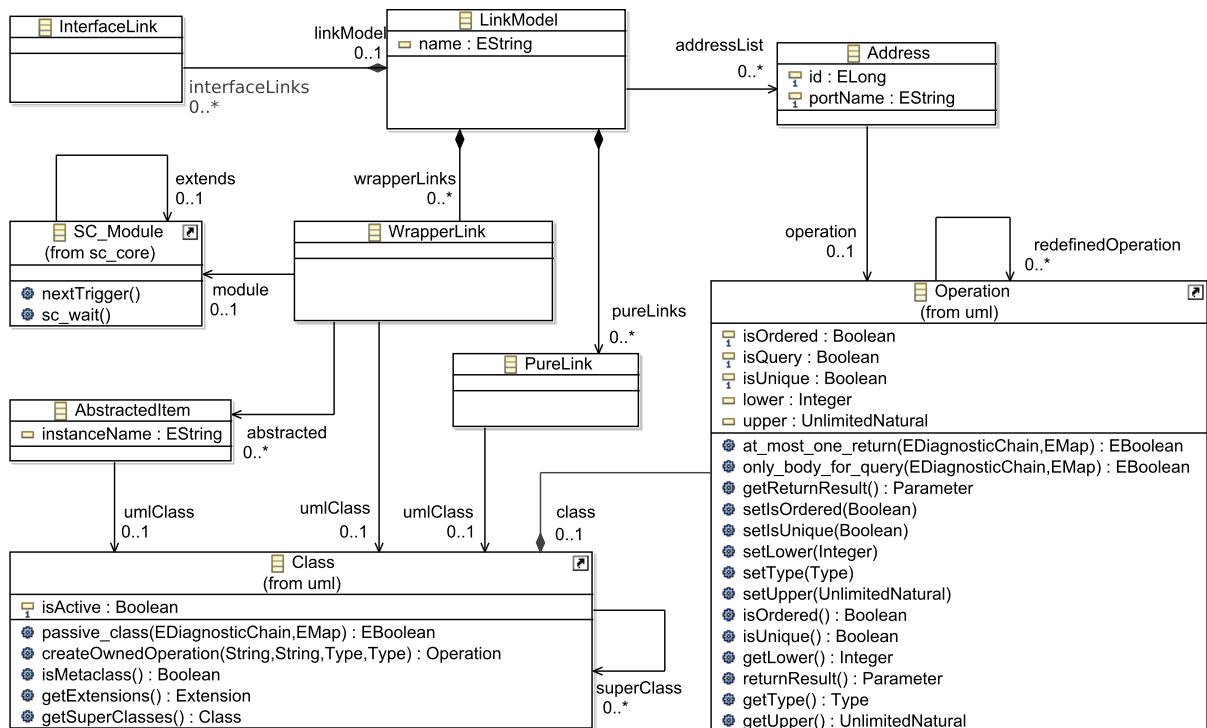 InterfaceLink
linkModel
0..1
interfaceLinks
0..*
LinkModel
name : EString
addressList
0..*
Address
id : ELong
portName : EString
extends
0..1
SC_Module
(from sc_core)
nextTrigger()
sc_wait()
wrapperLinks
0..*
WrapperLink
module
0..1
pureLinks
0..*
PureLink
operation
0..1
redefinedOperation
0..*
Operation
(from uml)
isOrdered : Boolean
isQuery : Boolean
isUnique : Boolean
lower : Integer
upper : UnlimitedNatural
at_most_one_return(EDiagnosticChain,EMap) : EBoolean
only_body_for_query(EDiagnosticChain,EMap) : EBoolean
getReturnResult() : Parameter
setIsOrdered(Boolean)
setIsUnique(Boolean)
setLower(Integer)
setType(Type)
setUpper(UnlimitedNatural)
isOrdered() : Boolean
isUnique() : Boolean
getLower() : Integer
returnResult() : Parameter
getType() : Type
getUpper() : UnlimitedNatural
AbstractedItem
instanceName : EString
abstracted
0..*
umlClass
0..1
umlClass
0..1
umlClass
0..1
class
0..1
Class
(from uml)
isActive : Boolean
passive_class(EDiagnosticChain,EMap) : EBoolean
createOwnedOperation(String,String,Type,Type) : Operation
isMetaclass() : Boolean
getExtensions() : Extension
getSuperClasses() : Class
superClass
0..*